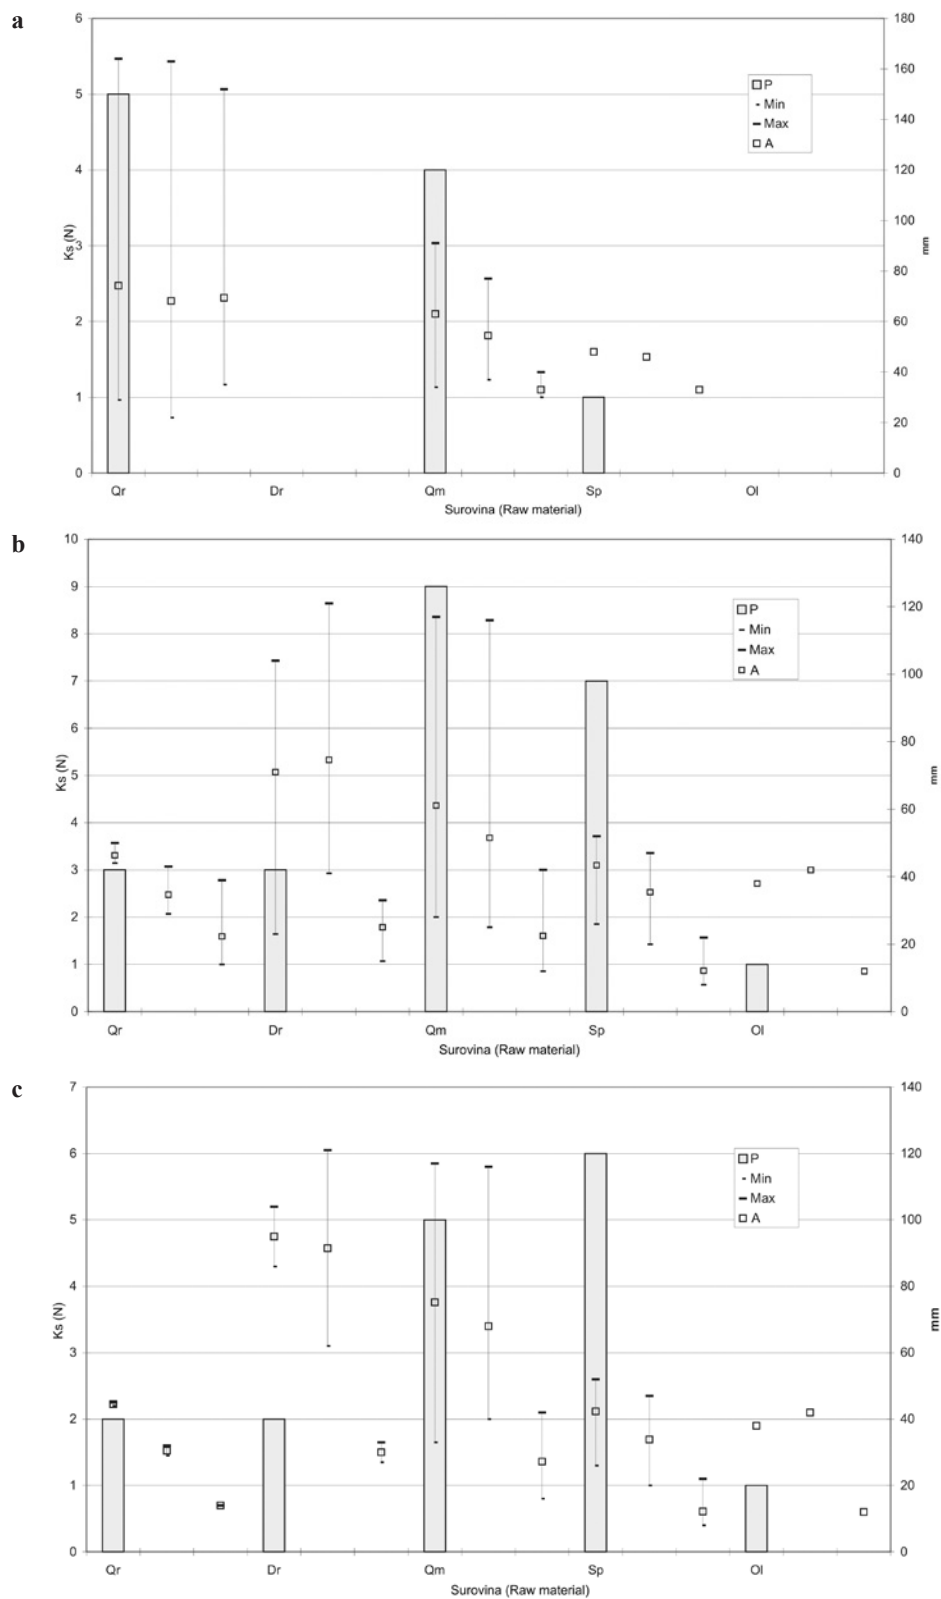 a
6
5
4
3
2
1
0
Ks (N)
180
160
140
120
100
80
60
40
20
0
mm
P
Min
Max
A
Qr Dr Qm Sp Ol
Surovina (Raw material)
b
10
9
8
7
6
5
4
3
2
1
0
Ks (N)
140
120
100
80
60
40
20
0
mm
P
Min
Max
A
Qr Dr Qm Sp Ol
Surovina (Raw material)
c
7
6
5
4
3
2
1
0
Ks (N)
140
120
100
80
60
40
20
0
mm
P
Min
Max
A
Qr Dr Qm Sp Ol
Surovina (Raw material)